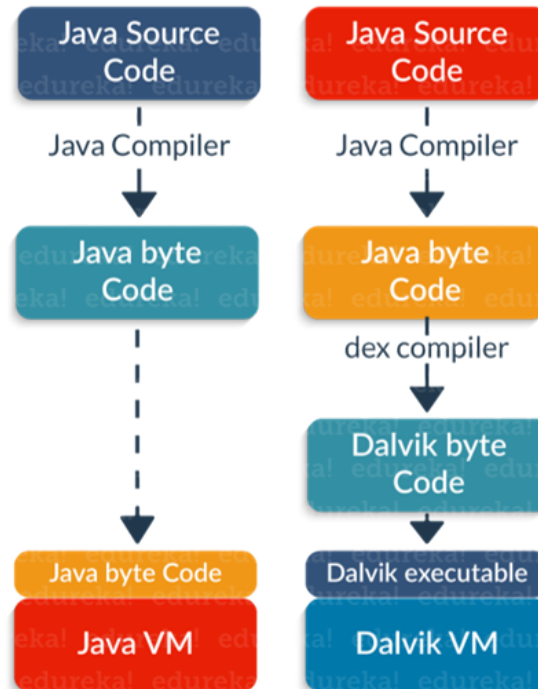 Java Source
Code
Java Compiler
Java byte
Code
Java byte Code
Java VM
Java Source
Code
Java Compiler
Java byte
Code
dex compiler
Dalvik byte
Code
Dalvik executable
Dalvik VM